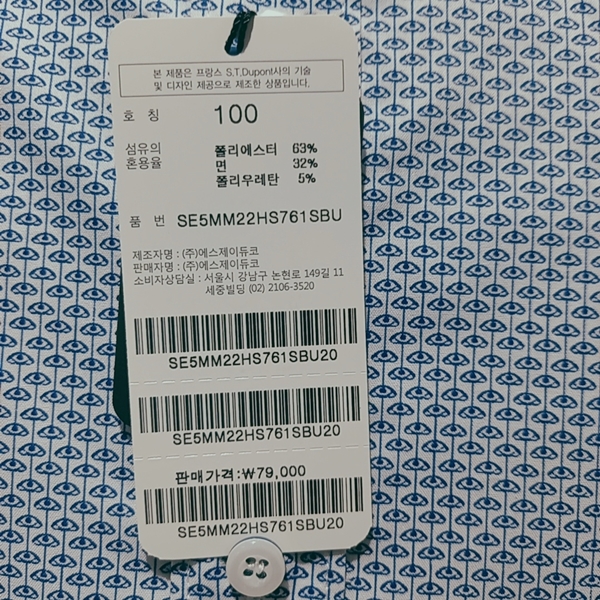 본 제품은 프랑스 S.T.Dupont사의 기술
및 디자인 제공으로 제조한 상품입니다.
호 칭 100
섬유의 폴리에스터 63%
혼용율 면 32%
폴리우레탄 5%
품 번 SE5MM22HS761SBU
제조자명 : (주)에스제이듀코
판매자명 : (주)에스제이듀코
소비자상담실 : 서울시 강남구 논현로 149길 11
세중빌딩 (02) 2106-3520
SE5MM22HS761SBU20
SE5MM22HS761SBU20
판매가격:₩79,000
SE5MM22HS761SBU20